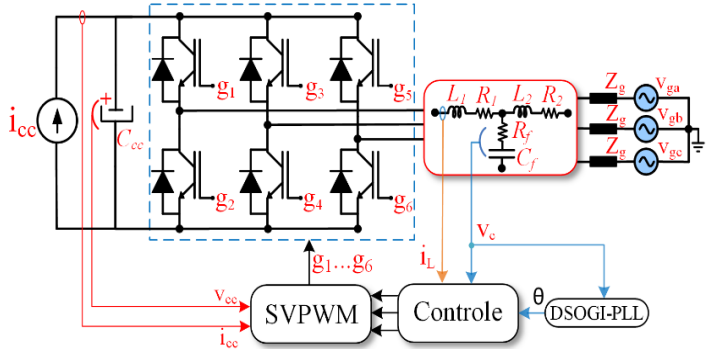 g1 g3 g5
L1 R1 L2 R2
Rf
Cf
Zg vga
Zg vgb
Zg vgc
icc
+
Ccc
g2 g4 g6
g1...g6
iL
vc
vcc
icc
SVPWM
Controle
θ
DSOGI-PLL